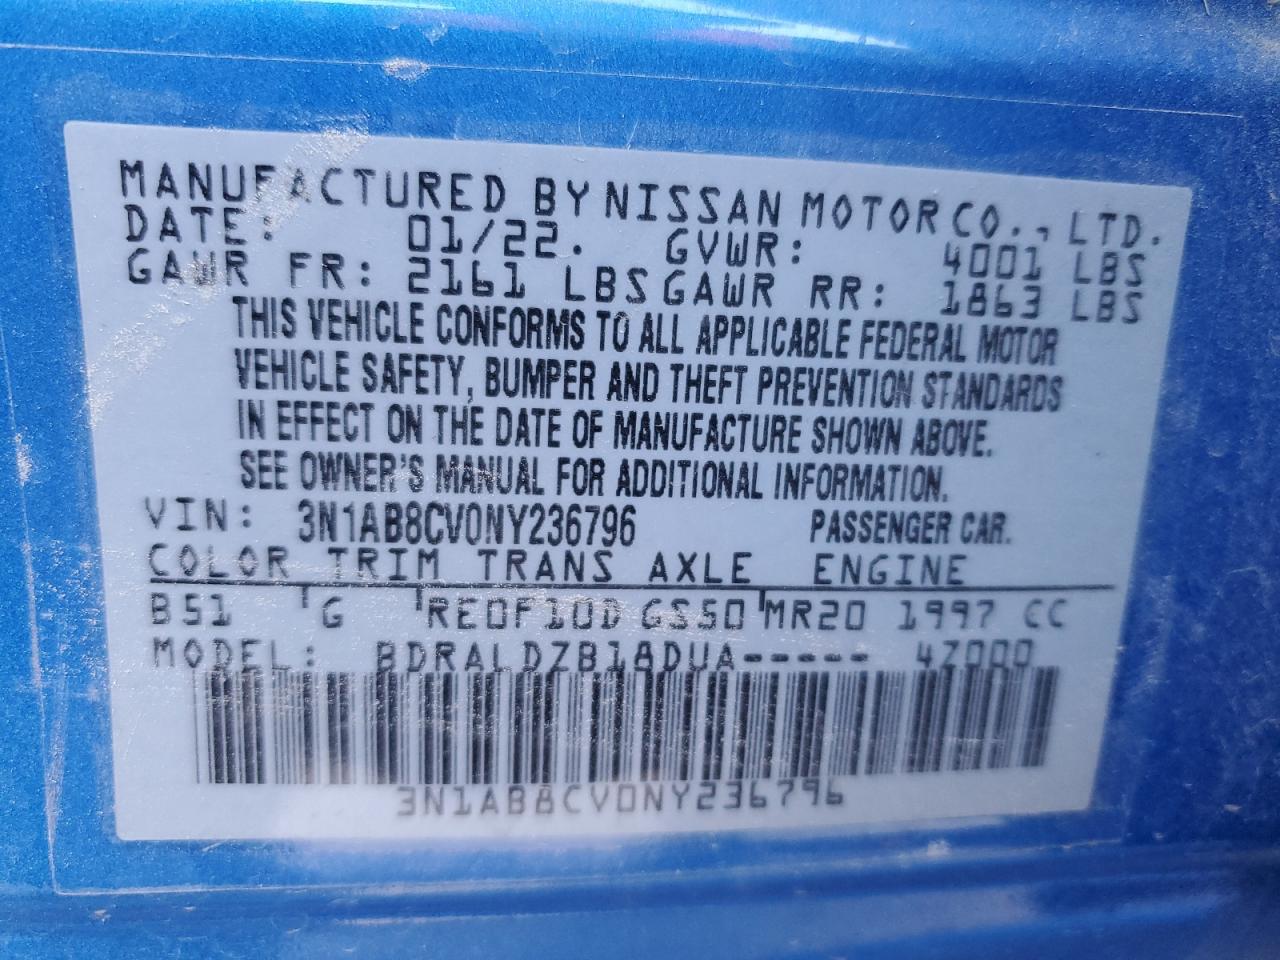 MANUFACTURED BY NISSAN MOTOR CO., LTD.
DATE: 01/22. GVWR: 4001 LBS
GAWR FR: 2161 LBS GAWR RR: 1863 LBS
THIS VEHICLE CONFORMS TO ALL APPLICABLE FEDERAL MOTOR
VEHICLE SAFETY, BUMPER AND THEFT PREVENTION STANDARDS
IN EFFECT ON THE DATE OF MANUFACTURE SHOWN ABOVE.
SEE OWNER'S MANUAL FOR ADDITIONAL INFORMATION.
VIN: 3N1AB8CV0NY236796 PASSENGER CAR.
COLOR TRIM TRANS AXLE ENGINE
B51 G RE0F10D GS50 MR20 1997 CC
MODEL: BDRALDZB18DUA----- 4Z000
3N1AB8CV0NY236796